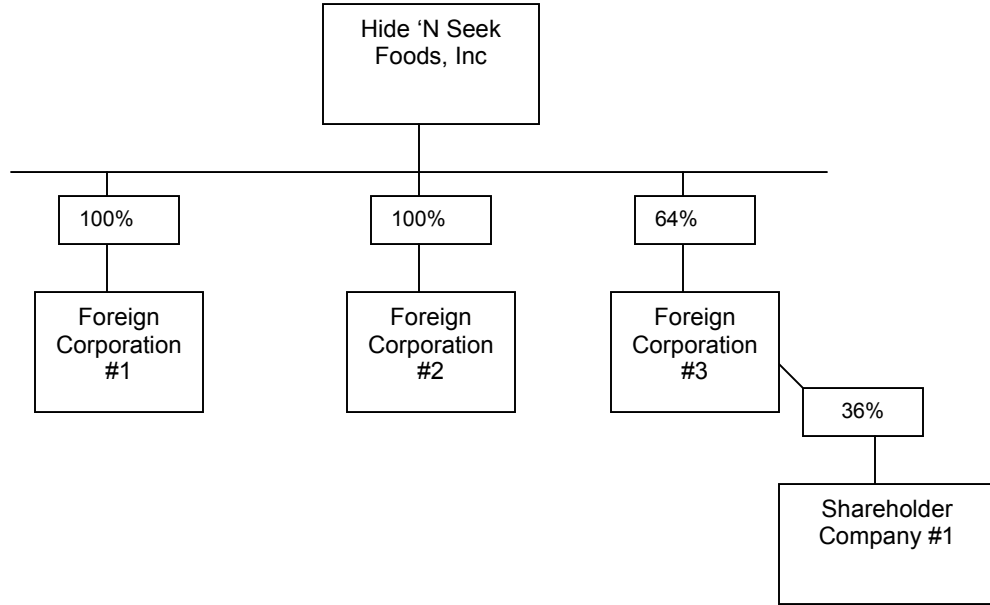 Hide ‘N Seek
Foods, Inc
100%
100%
64%
Foreign
Corporation
#1
Foreign
Corporation
#2
Foreign
Corporation
#3
36%
Shareholder
Company #1